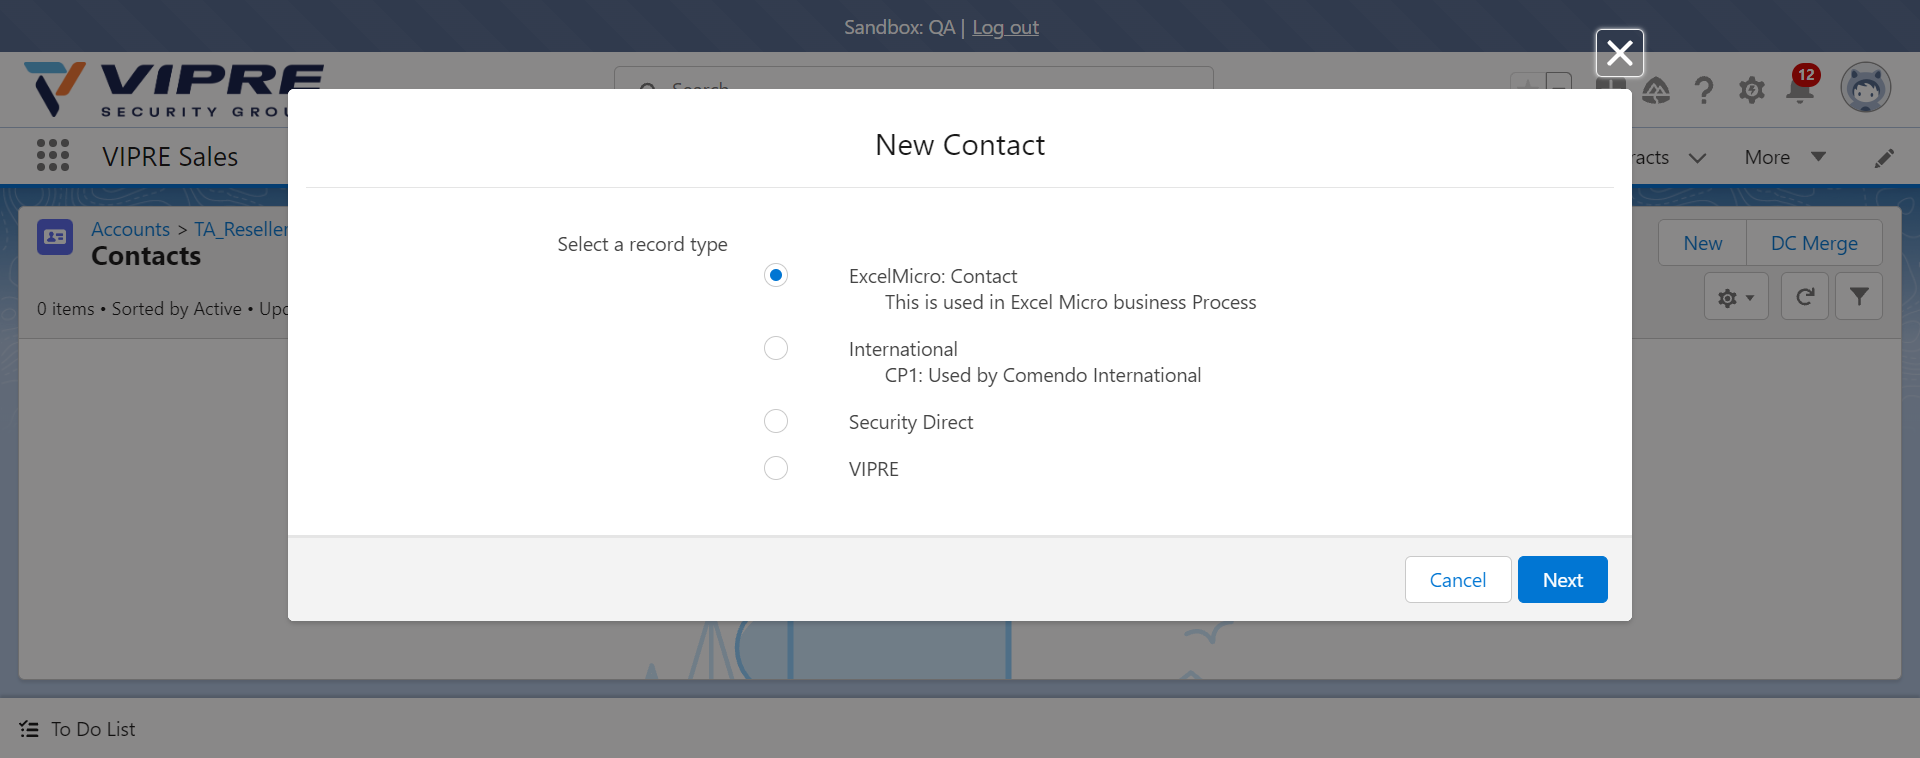 Sandbox: QA | Log out
VIPRE
SECURITY GROU
Search
12
VIPRE Sales
racts
More
New Contact
Accounts > TA_Reseller
Contacts
New
DC Merge
0 items • Sorted by Active • Upd
Select a record type
ExcelMicro: Contact
This is used in Excel Micro business Process
International
CP1: Used by Comendo International
Security Direct
VIPRE
Cancel
Next
To Do List